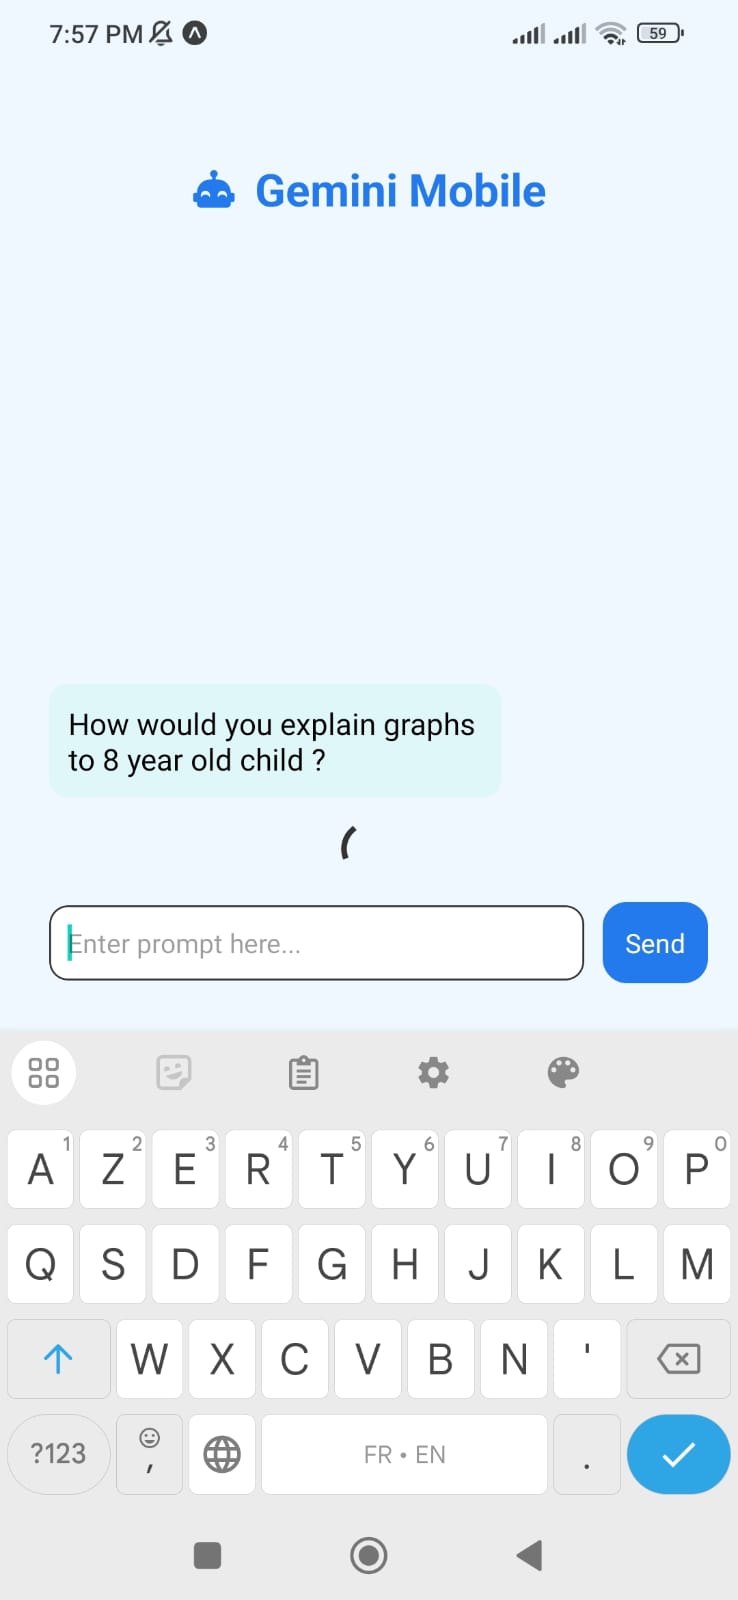 7:57 PM
59
Gemini Mobile
How would you explain graphs
to 8 year old child ?
Enter prompt here...
Send
A 1 Z 2 E 3 R 4 T 5 Y 6 U 7 I 8 O 9 P 0
Q S D F G H J K L M
W X C V B N '
?123 , FR • EN .